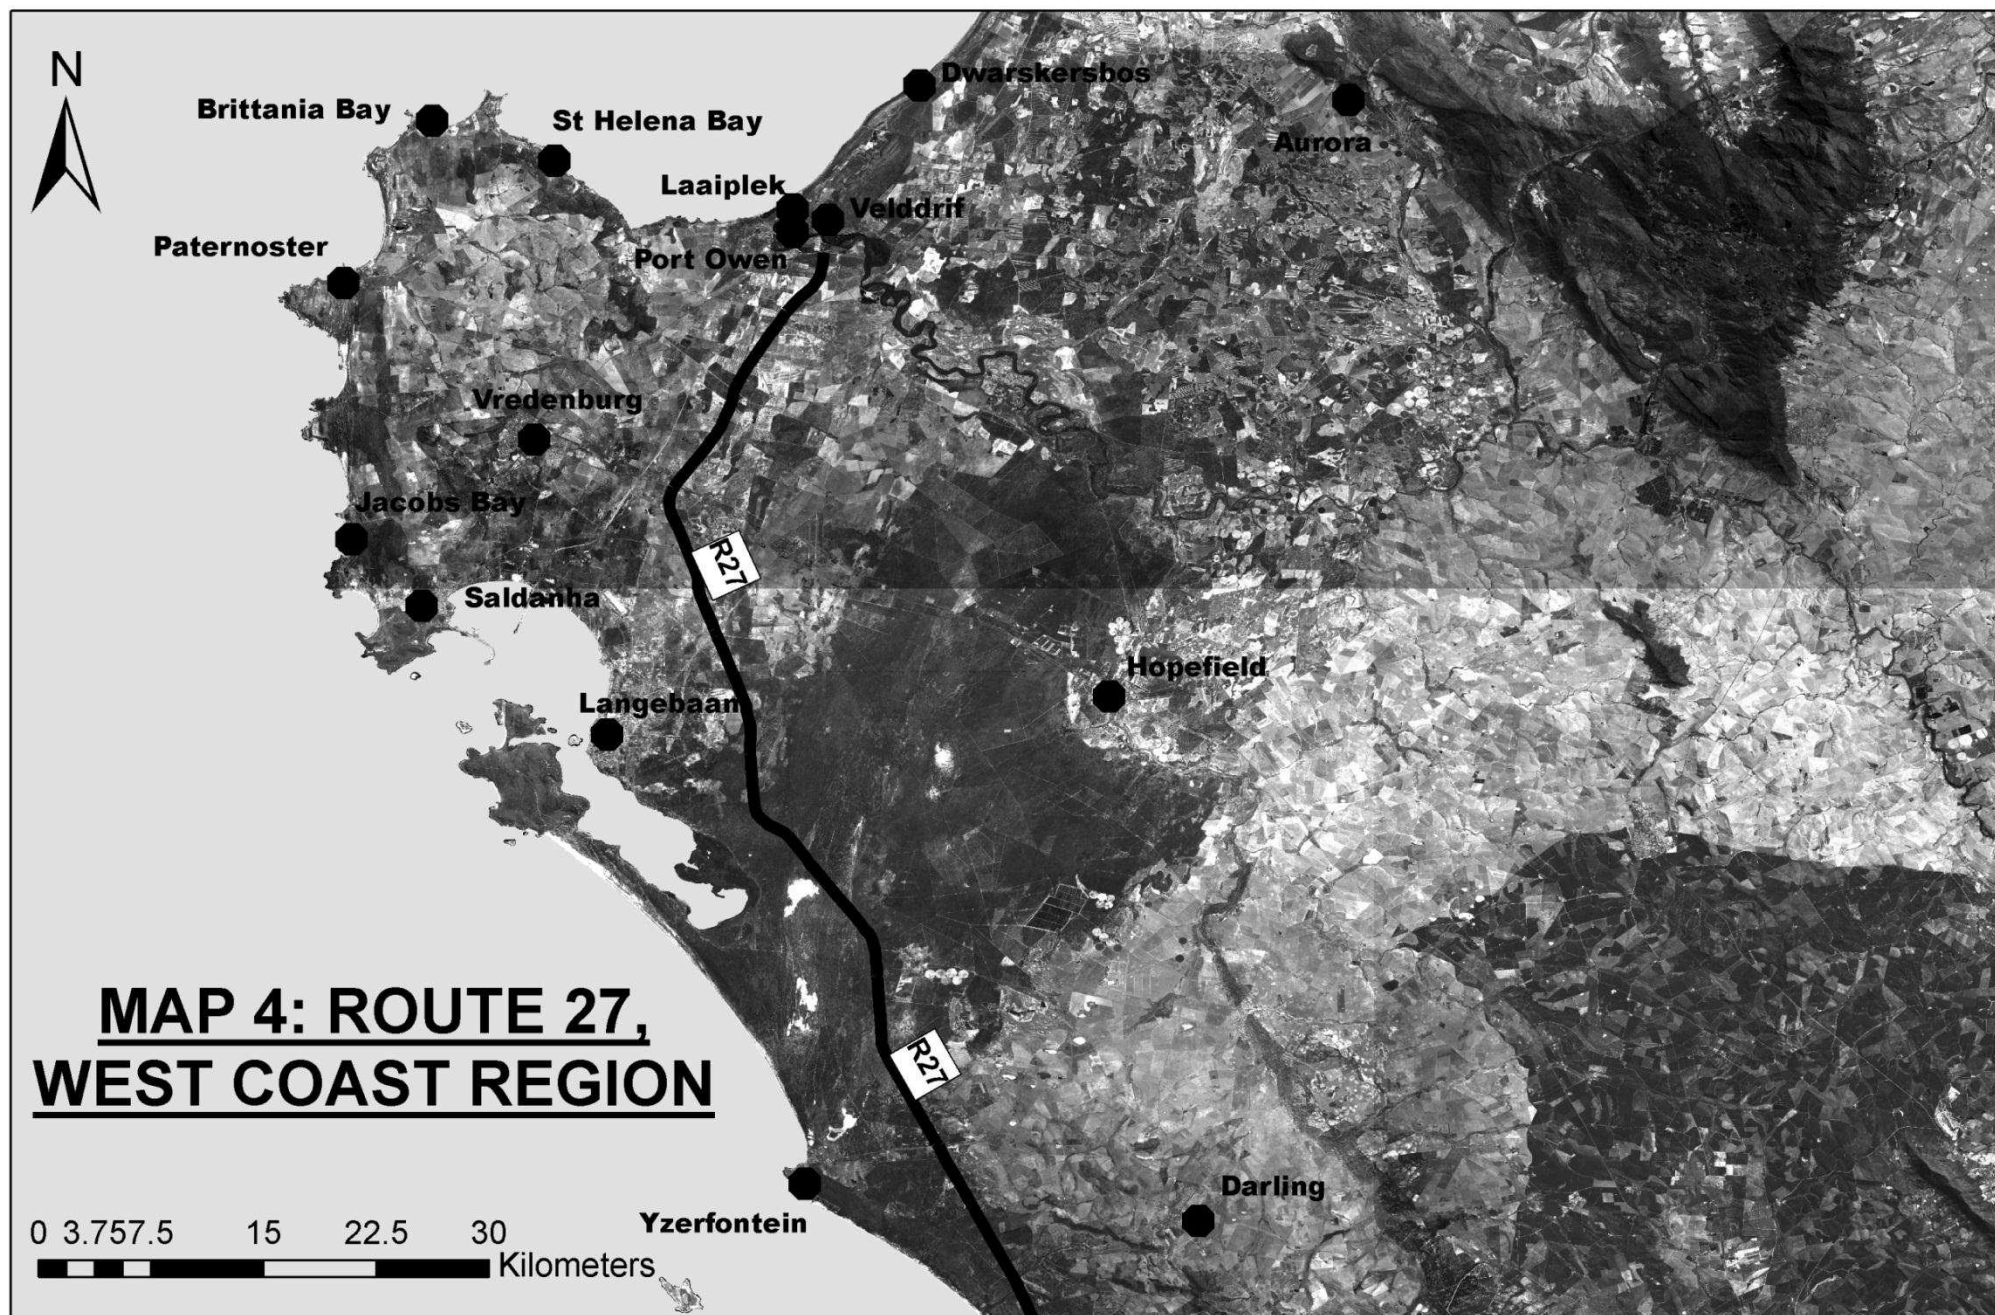 N
Dwarskersbos
Brittania Bay
St Helena Bay
Aurora
Laaiplek
Velddrif
Paternoster
Port Owen
Vredenburg
Jacobs Bay
R27
Saldanha
Hopefield
Langebaan
MAP 4: ROUTE 27,
WEST COAST REGION
R27
Darling
Yzerfontein
0 3.757.5 15 22.5 30
Kilometers